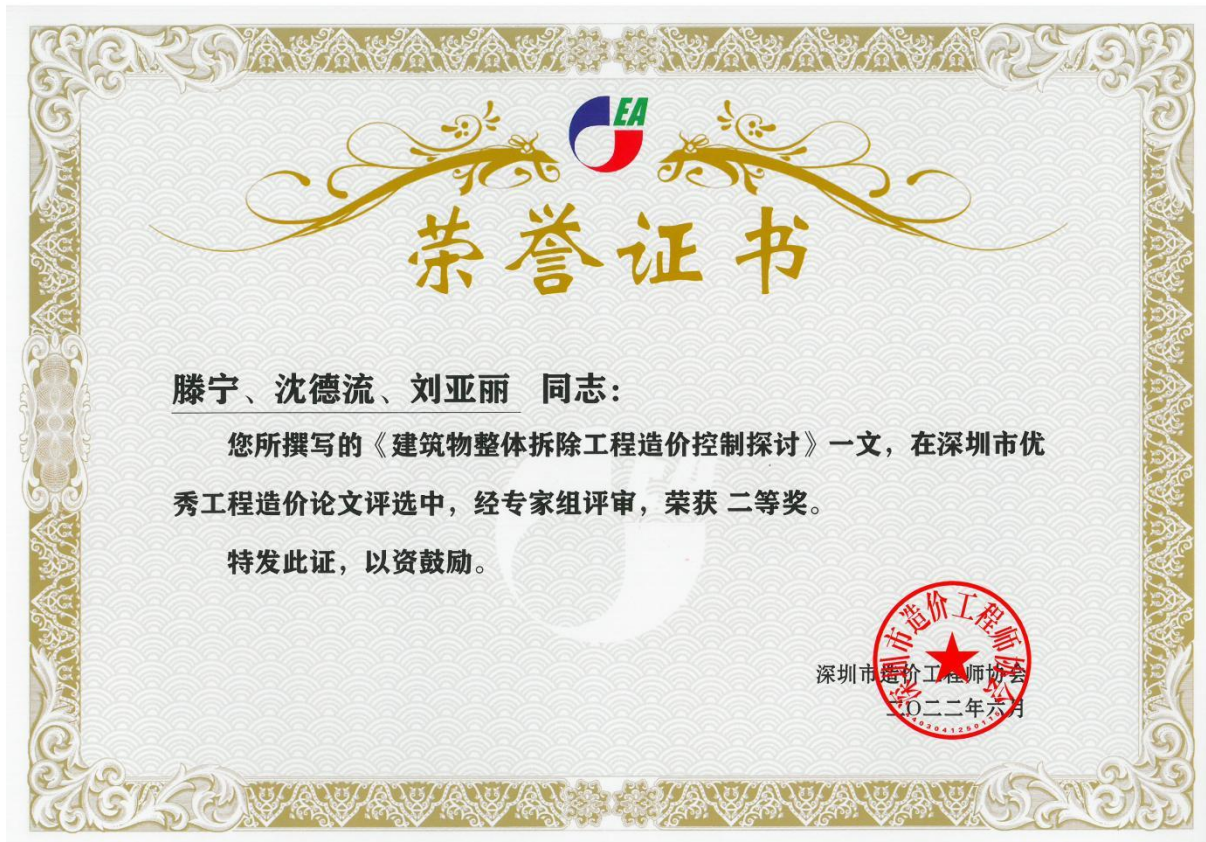 EA
荣誉证书
滕宁、沈德流、刘亚丽 同志:
您所撰写的《建筑物整体拆除工程造价控制探讨》一文，在深圳市优
秀工程造价论文评选中，经专家组评审，荣获 二等奖。
特发此证，以资鼓励。
深圳市造价工程师协会
二〇二二年六月
深圳市造价工程师协会